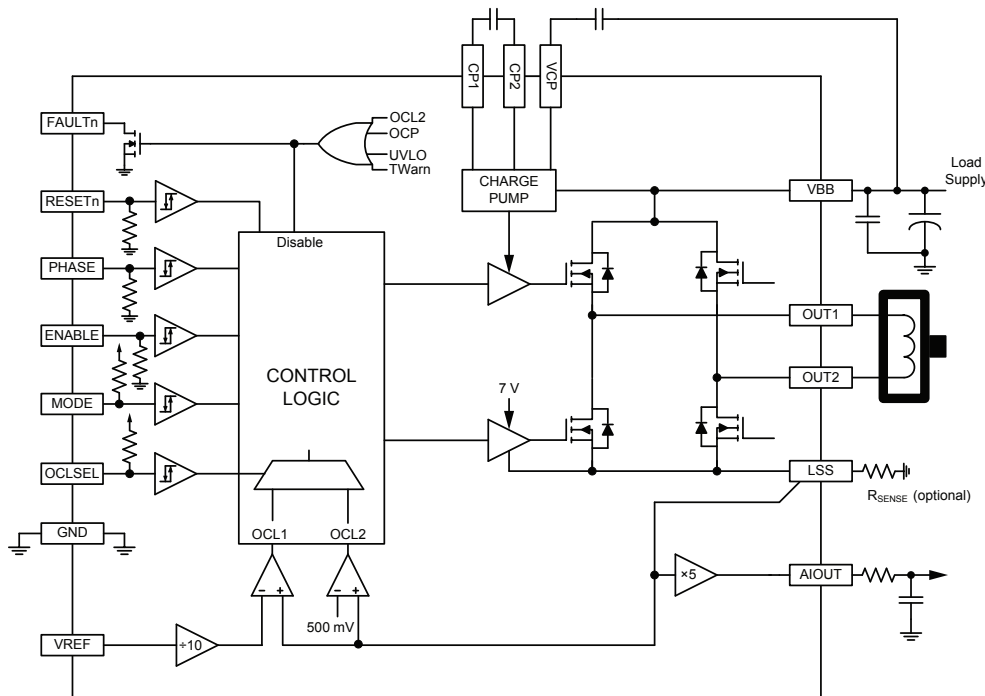 CP1
CP2
VCP
FAULTn
OCL2
OCP
UVLO
TWarn
Load
Supply
CHARGE
PUMP
VBB
RESETn
Disable
PHASE
OUT1
ENABLE
CONTROL
LOGIC
OUT2
7 V
MODE
OCLSEL
LSS
RSENSE (optional)
GND
OCL1
OCL2
×5
AIOUT
– +
– +
500 mV
VREF
÷10